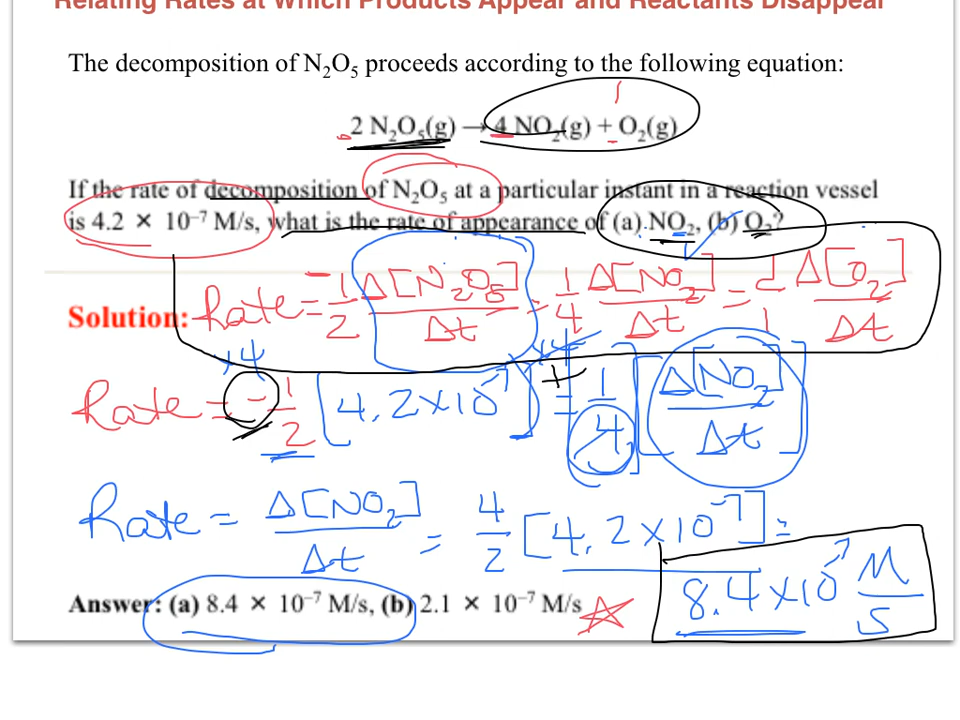 Relating Rates at Which Products Appear and Reactants Disappear
The decomposition of N₂O₅ proceeds according to the following equation:
2 N₂O₅(g) → 4 NO₂(g) + O₂(g)
1
If the rate of decomposition of N₂O₅ at a particular instant in a reaction vessel
is 4.2 × 10⁻⁷ M/s, what is the rate of appearance of (a) NO₂, (b) O₂?
Solution: Rate = -1/2 Δ[N₂O₅]/Δt = 1/4 Δ[NO₂]/Δt = 1/1 Δ[O₂]/Δt
×4 ×4
Rate = -1/2 [4.2×10⁻⁷] = + 1/4 [Δ[NO₂]/Δt]
Rate = Δ[NO₂]/Δt = 4/2 [4.2×10⁻⁷] =
8.4×10⁻⁷ M/S
Answer: (a) 8.4 × 10⁻⁷ M/s, (b) 2.1 × 10⁻⁷ M/s